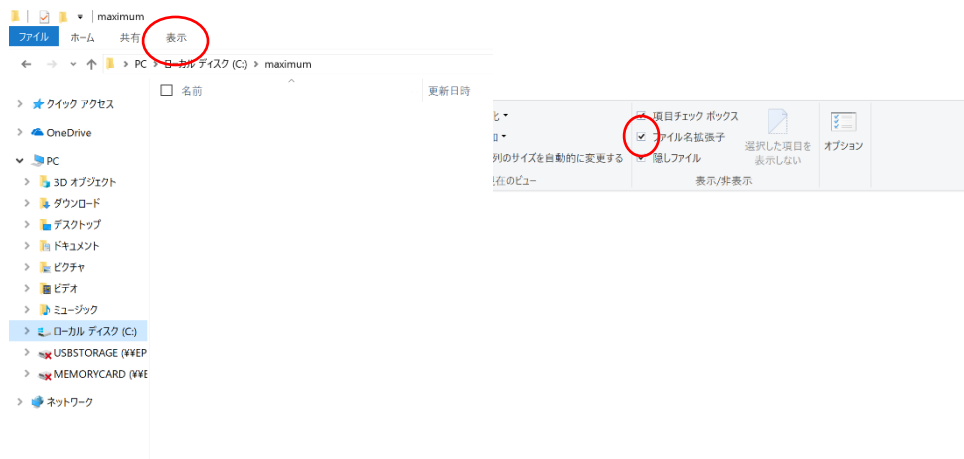 maximum
ファイル ホーム 共有 表示
PC ローカル ディスク (C:) maximum
名前 更新日時
クイック アクセス
OneDrive
PC
3D オブジェクト
ダウンロード
デスクトップ
ドキュメント
ピクチャ
ビデオ
ミュージック
ローカル ディスク (C:)
USBSTORAGE (¥¥EP
MEMORYCARD (¥¥E
ネットワーク
項目チェック ボックス
ファイル名拡張子
列のサイズを自動的に変更する 隠しファイル
選択した項目を
表示しない
オプション
現在のビュー 表示/非表示